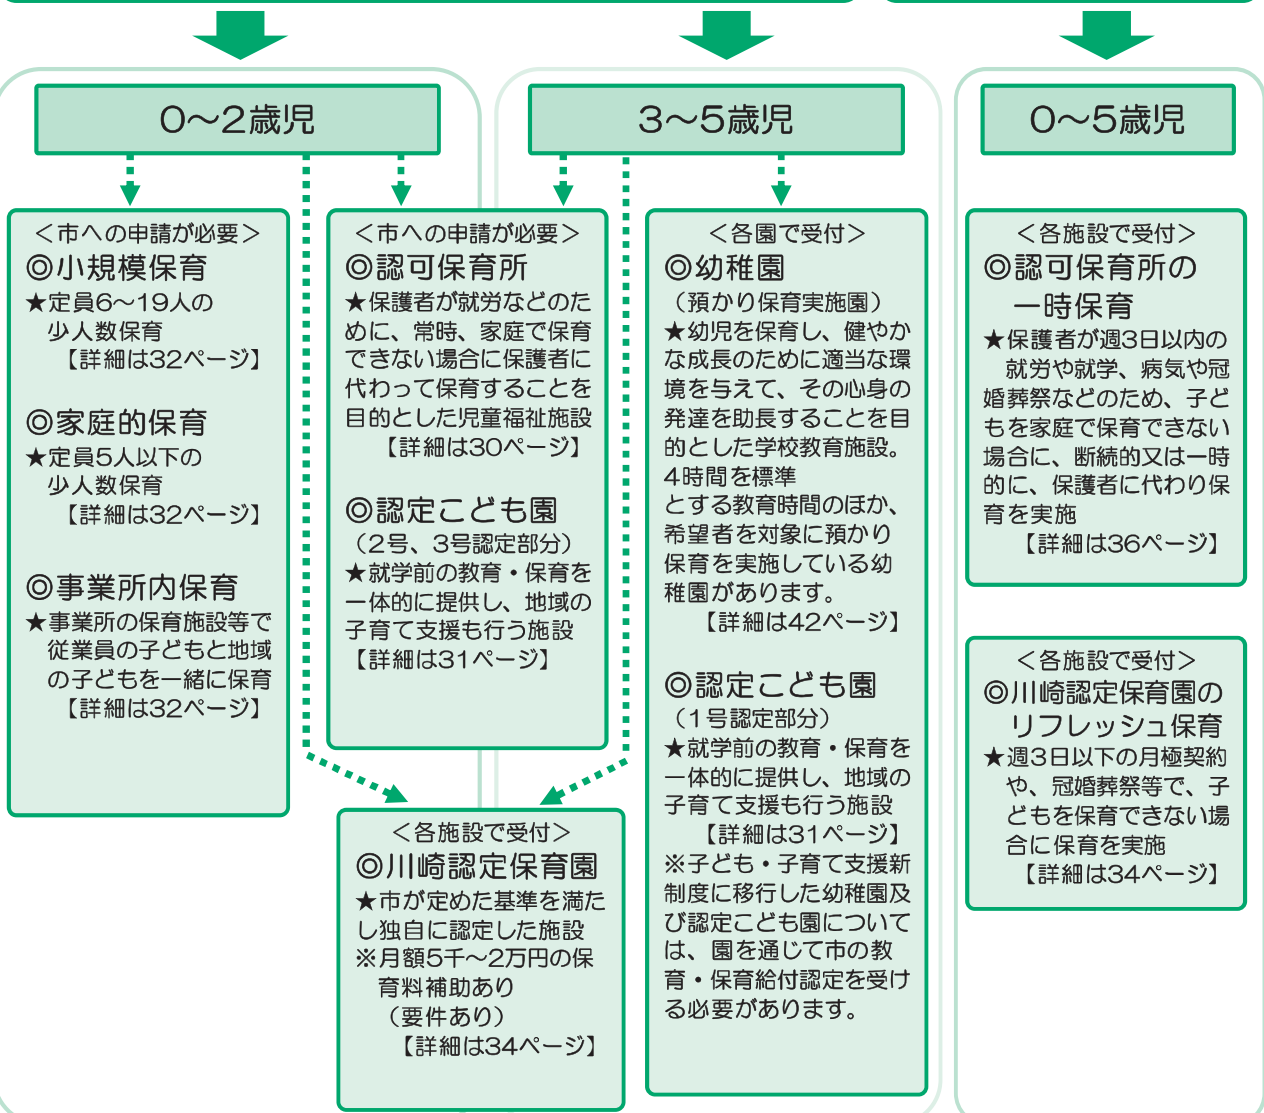 0～2歳児
＜市への申請が必要＞
◎小規模保育
★定員6～19人の
少人数保育
【詳細は32ページ】
◎家庭的保育
★定員5人以下の
少人数保育
【詳細は32ページ】
◎事業所内保育
★事業所の保育施設等で
従業員の子どもと地域
の子どもを一緒に保育
【詳細は32ページ】
＜市への申請が必要＞
◎認可保育所
★保護者が就労などのた
めに、常時、家庭で保育
できない場合に保護者に
代わって保育することを
目的とした児童福祉施設
【詳細は30ページ】
◎認定こども園
（2号、3号認定部分）
★就学前の教育・保育を
一体的に提供し、地域の
子育て支援も行う施設
【詳細は31ページ】
＜各施設で受付＞
◎川崎認定保育園
★市が定めた基準を満た
し独自に認定した施設
※月額5千～2万円の保
育料補助あり
（要件あり）
【詳細は34ページ】
3～5歳児
＜各園で受付＞
◎幼稚園
（預かり保育実施園）
★幼児を保育し、健やか
な成長のために適当な環
境を与えて、その心身の
発達を助長することを目
的とした学校教育施設。
4時間を標準
とする教育時間のほか、
希望者を対象に預かり
保育を実施している幼
稚園があります。
【詳細は42ページ】
◎認定こども園
（1号認定部分）
★就学前の教育・保育を
一体的に提供し、地域の
子育て支援も行う施設
【詳細は31ページ】
※子ども・子育て支援新
制度に移行した幼稚園及
び認定こども園について
は、園を通じて市の教
育・保育給付認定を受け
る必要があります。
0～5歳児
＜各施設で受付＞
◎認可保育所の
一時保育
★保護者が週3日以内の
就労や就学、病気や冠
婚葬祭などのため、子ど
もを家庭で保育できない
場合に、断続的又は一時
的に、保護者に代わり保
育を実施
【詳細は36ページ】
＜各施設で受付＞
◎川崎認定保育園の
リフレッシュ保育
★週3日以下の月極契約
や、冠婚葬祭等で、子
どもを保育できない場
合に保育を実施
【詳細は34ページ】